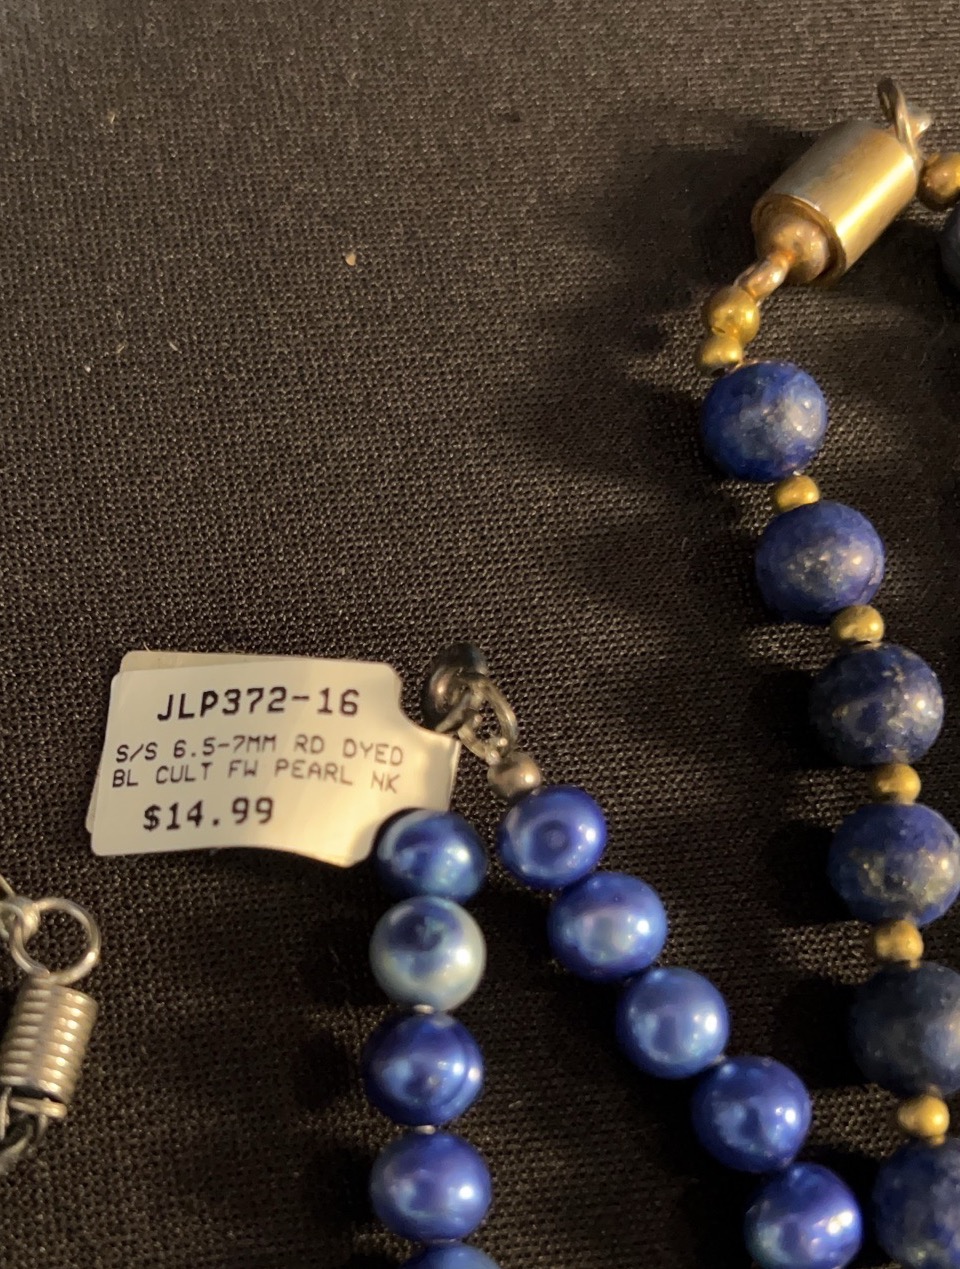 JLP372-16
S/S 6.5-7MM RD DYED
BL CULT FW PEARL NK
$14.99